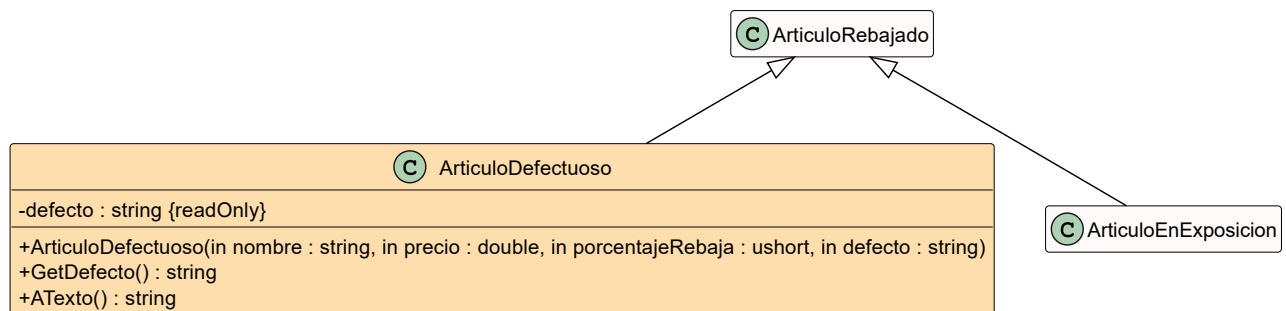 C ArticuloRebajado
C ArticuloDefectuoso
-defecto : string {readOnly}
+ArticuloDefectuoso(in nombre : string, in precio : double, in porcentajeRebaja : ushort, in defecto : string)
+GetDefecto() : string
+ATexto() : string
C ArticuloEnExposicion